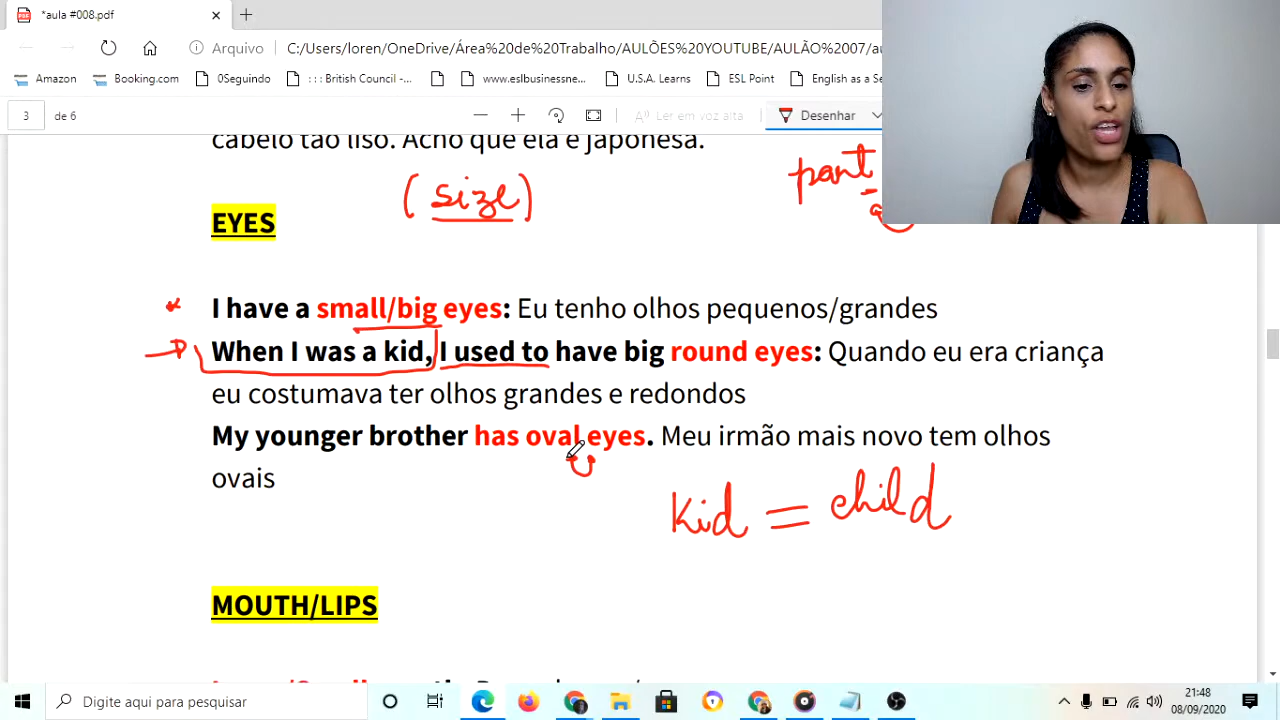 *aula #008.pdf
Arquivo C:/Users/loren/OneDrive/Área%20de%20Trabalho/AULÕES%20YOUTUBE/AULÃO%2007/au
Amazon Booking.com 0Seguindo ::: British Council -... www.eslbusinessne... U.S.A. Learns ESL Point English as a Se
3 de 6 Ler em voz alta Desenhar
cabelo tão liso. Acho que ela é japonesa.
(size)
EYES
I have a small/big eyes: Eu tenho olhos pequenos/grandes
When I was a kid, I used to have big round eyes: Quando eu era criança
eu costumava ter olhos grandes e redondos
My younger brother has oval eyes. Meu irmão mais novo tem olhos
ovais
Kid = child
MOUTH/LIPS
Digite aqui para pesquisar
21:48
08/09/2020